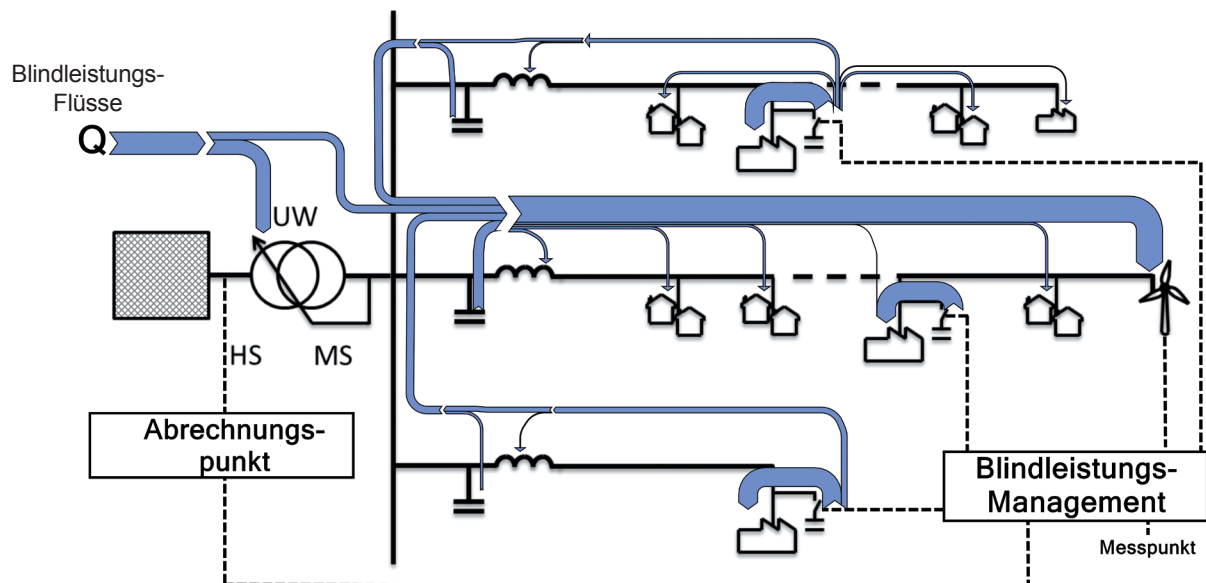 Blindleistungs-
Flüsse
Q
UW
HS MS
Abrechnungs-
punkt
Blindleistungs-
Management
Messpunkt